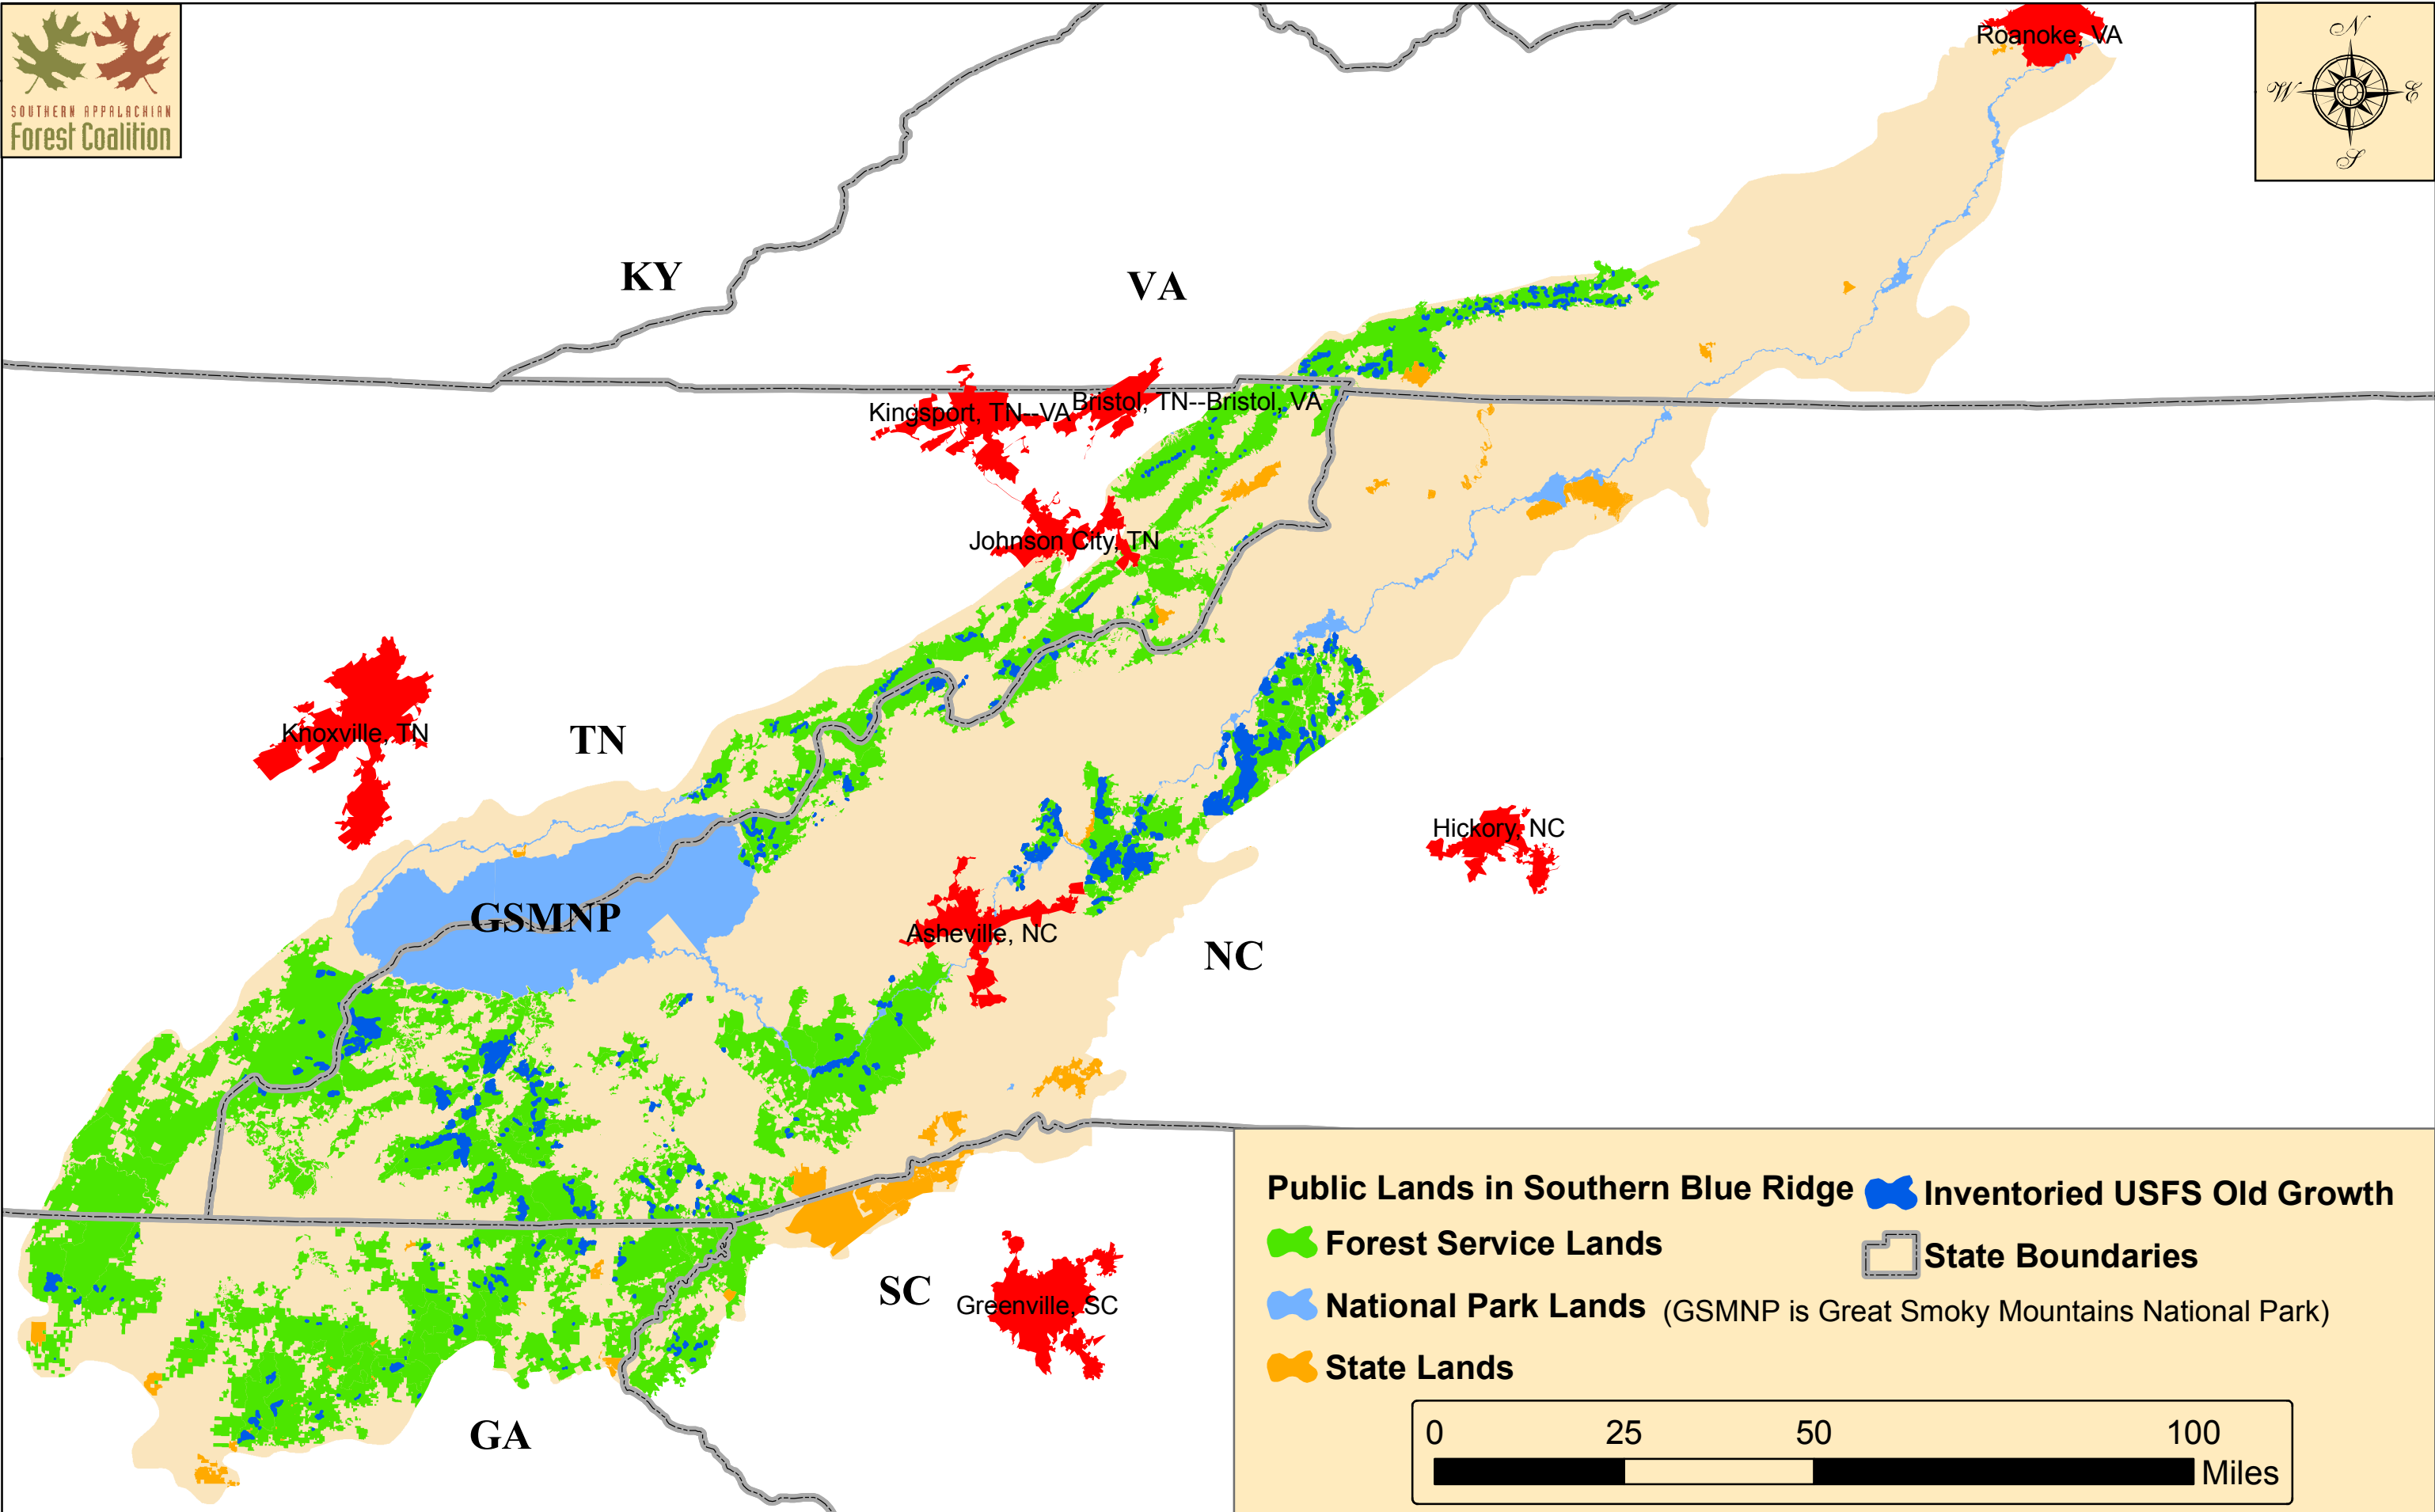 SOUTHERN APPALACHIAN
Forest Coalition
Roanoke, VA
N
W E
S
KY
VA
Kingsport, TN--VA
Bristol, TN--Bristol, VA
Johnson City, TN
Knoxville, TN
TN
Hickory, NC
GSMNP
Asheville, NC
NC
SC
Greenville, SC
GA
Public Lands in Southern Blue Ridge
Inventoried USFS Old Growth
Forest Service Lands
State Boundaries
National Park Lands (GSMNP is Great Smoky Mountains National Park)
State Lands
0 25 50 100
Miles